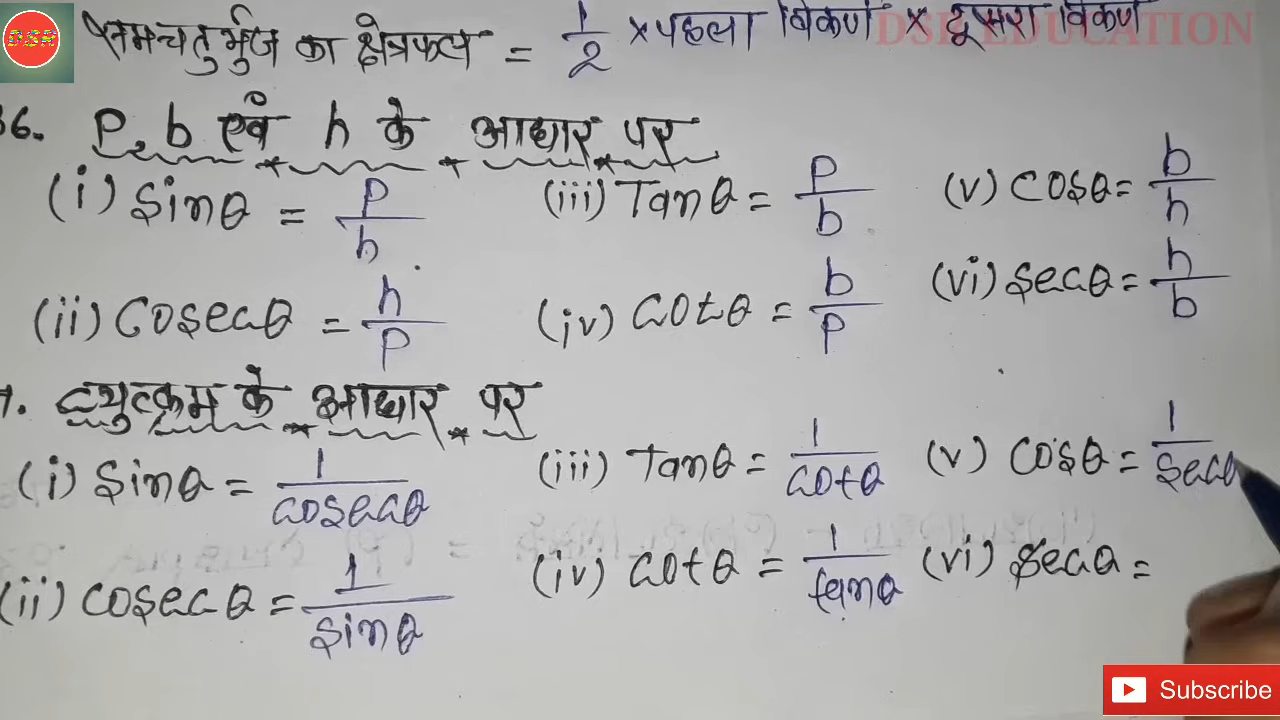 DSR
DSR EDUCATION
समचतुर्भुज का क्षेत्रफल = 1/2 × पहला विकर्ण × दूसरा विकर्ण
36. P, b एवं h के आधार पर
(i) Sinθ = P/h (iii) Tanθ = P/b (v) cosθ = b/h
(ii) Cosecθ = h/P (iv) cotθ = b/P (vi) secθ = h/b
7. व्युत्क्रम के आधार पर
(i) Sinθ = 1/cosecθ (iii) Tanθ = 1/cotθ (v) cosθ = 1/secθ
(ii) cosecθ = 1/sinθ (iv) cotθ = 1/tanθ (vi) secθ =
Subscribe